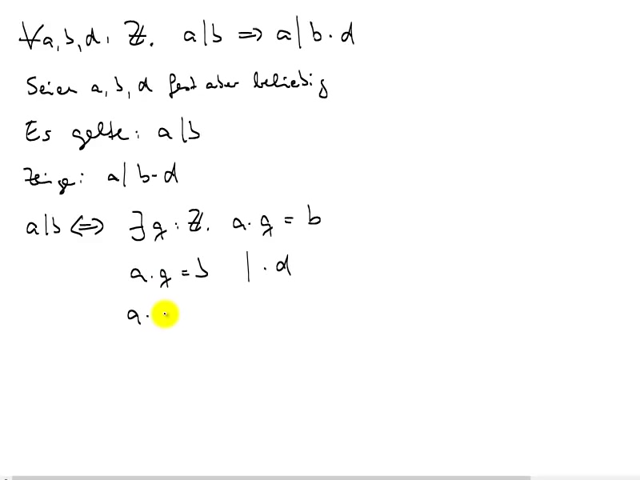 ∀a,b,d: ℤ. a|b ⇒ a|b·d
Seien a, b, d fest aber beliebig
Es gelte: a|b
Zeige: a|b·d
a|b ⇔ ∃q: ℤ. a·q = b
a·q = b |·d
a·